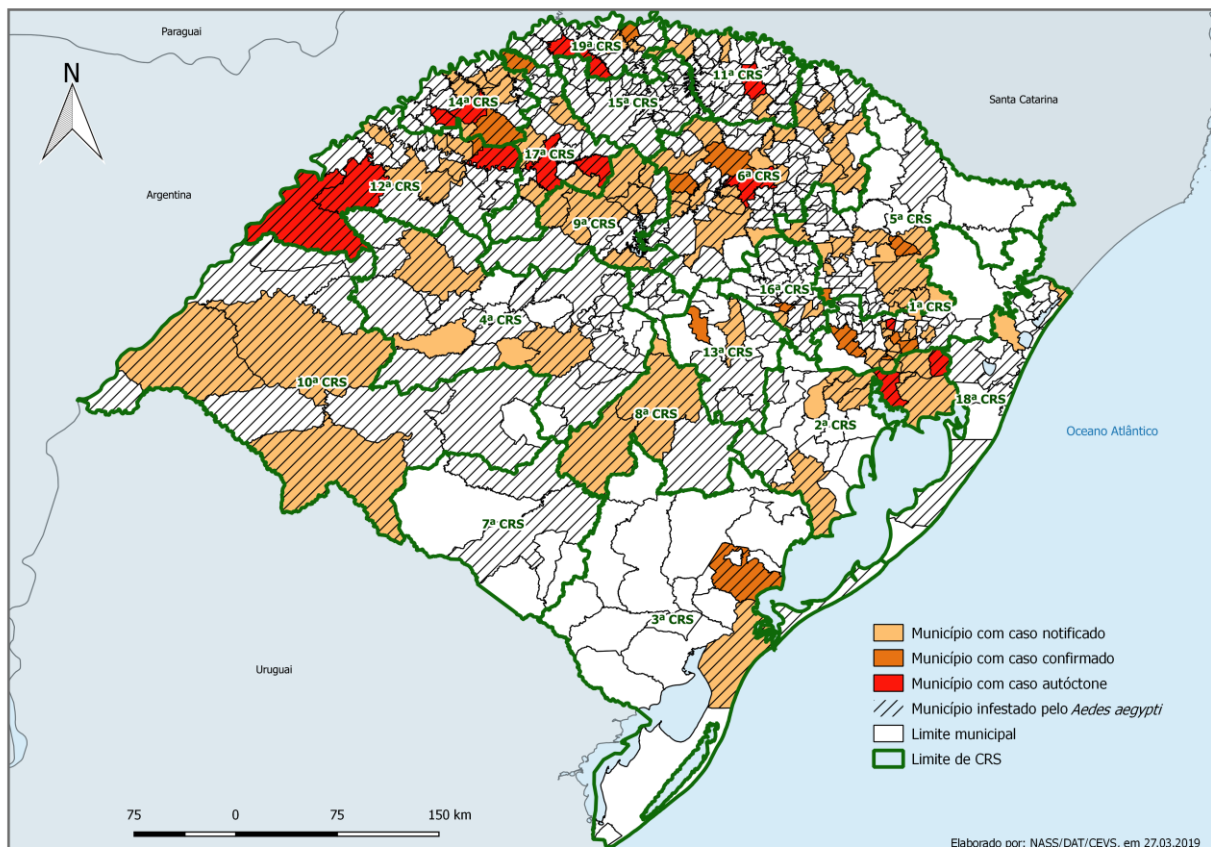 Paraguai
N
19ª CRS
11ª CRS
14ª CRS
15ª CRS
Santa Catarina
17ª CRS
Argentina
12ª CRS
6ª CRS
9ª CRS
5ª CRS
16ª CRS
1ª CRS
4ª CRS
13ª CRS
10ª CRS
18ª CRS
8ª CRS
2ª CRS
Oceano Atlântico
7ª CRS
3ª CRS
Uruguai
Município com caso notificado
Município com caso confirmado
Município com caso autóctone
Município infestado pelo Aedes aegypti
Limite municipal
Limite de CRS
75 0 75 150 km
Elaborado por: NASS/DAT/CEVS, em 27.03.2019